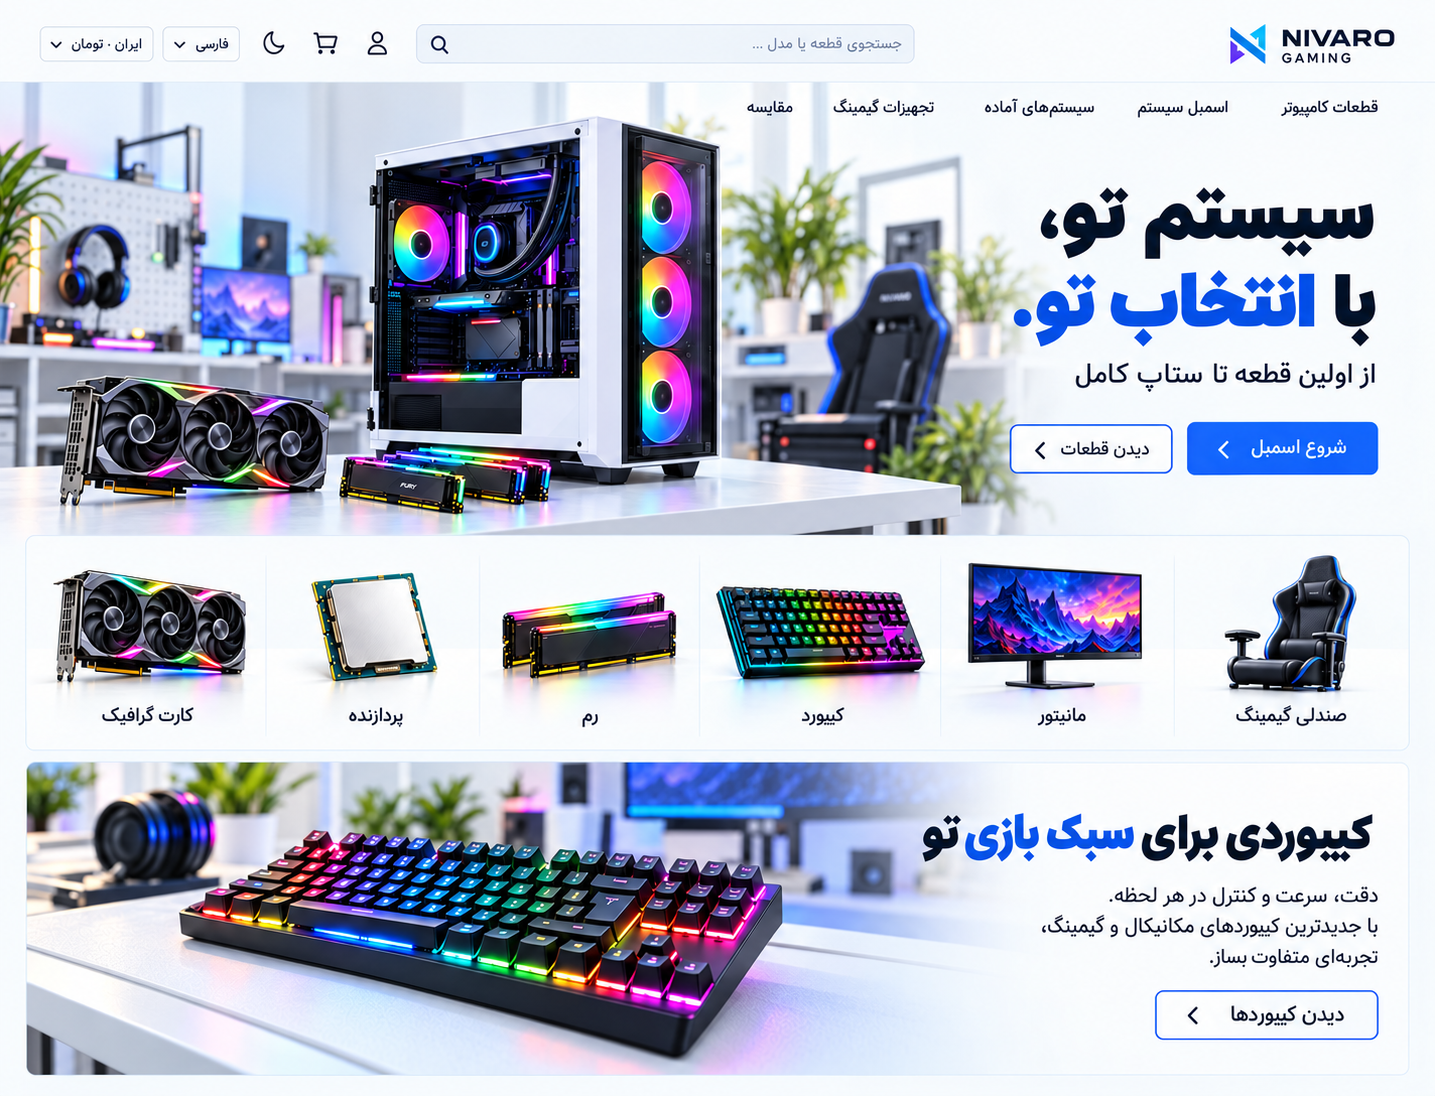 NIVARO
GAMING
جستجوی قطعه یا مدل ...
فارسی
ایران · تومان
قطعات کامپیوتر
اسمبل سیستم
سیستم‌های آماده
تجهیزات گیمینگ
مقایسه
سیستم تو،
با انتخاب تو.
از اولین قطعه تا ستاپ کامل
شروع اسمبل
دیدن قطعات
FURY
صندلی گیمینگ
مانیتور
کیبورد
رم
پردازنده
کارت گرافیک
کیبوردی برای سبک بازی تو
دقت، سرعت و کنترل در هر لحظه.
با جدیدترین کیبوردهای مکانیکال و گیمینگ،
تجربه‌ای متفاوت بساز.
دیدن کیبوردها